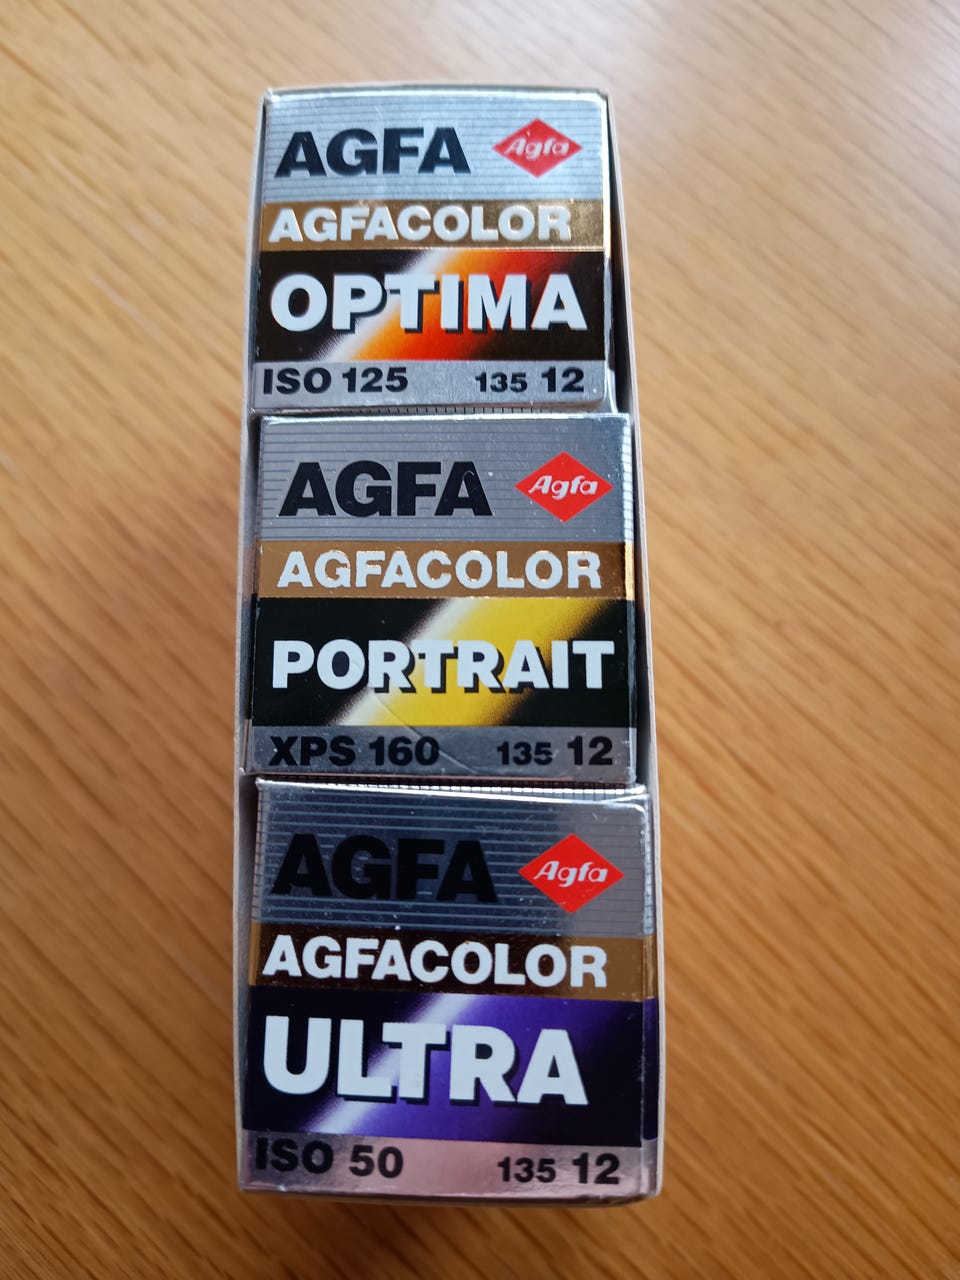 AGFA Agfa
AGFACOLOR
OPTIMA
ISO 125 135 12
AGFA Agfa
AGFACOLOR
PORTRAIT
XPS 160 135 12
AGFA Agfa
AGFACOLOR
ULTRA
ISO 50 135 12